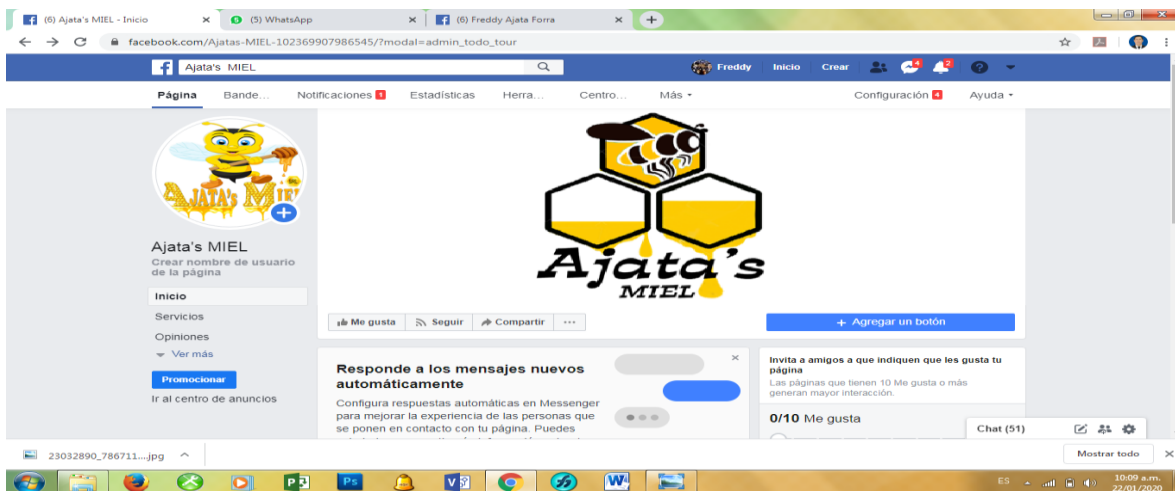 (6) Ajata's MIEL - Inicio
(5) WhatsApp
(6) Freddy Ajata Forra
facebook.com/Ajatas-MIEL-102369907986545/?modal=admin_todo_tour
Ajata's MIEL
Freddy
Inicio
Crear
4
2
Página
Bande...
Notificaciones 1
Estadísticas
Herra...
Centro...
Más
Configuración 4
Ayuda
AJATA'S MIEL
Ajata's
MIEL
Ajata's MIEL
Crear nombre de usuario
de la página
Inicio
Servicios
Opiniones
Ver más
Promocionar
Ir al centro de anuncios
Me gusta
Seguir
Compartir
...
+ Agregar un botón
Responde a los mensajes nuevos
automáticamente
Configura respuestas automáticas en Messenger
para mejorar la experiencia de las personas que
se ponen en contacto con tu página. Puedes
Invita a amigos a que indiquen que les gusta tu
página
Las páginas que tienen 10 Me gusta o más
generan mayor interacción.
0/10 Me gusta
Chat (51)
23032890_786711....jpg
Mostrar todo
Ps
ES
10:09 a.m.
22/01/2020